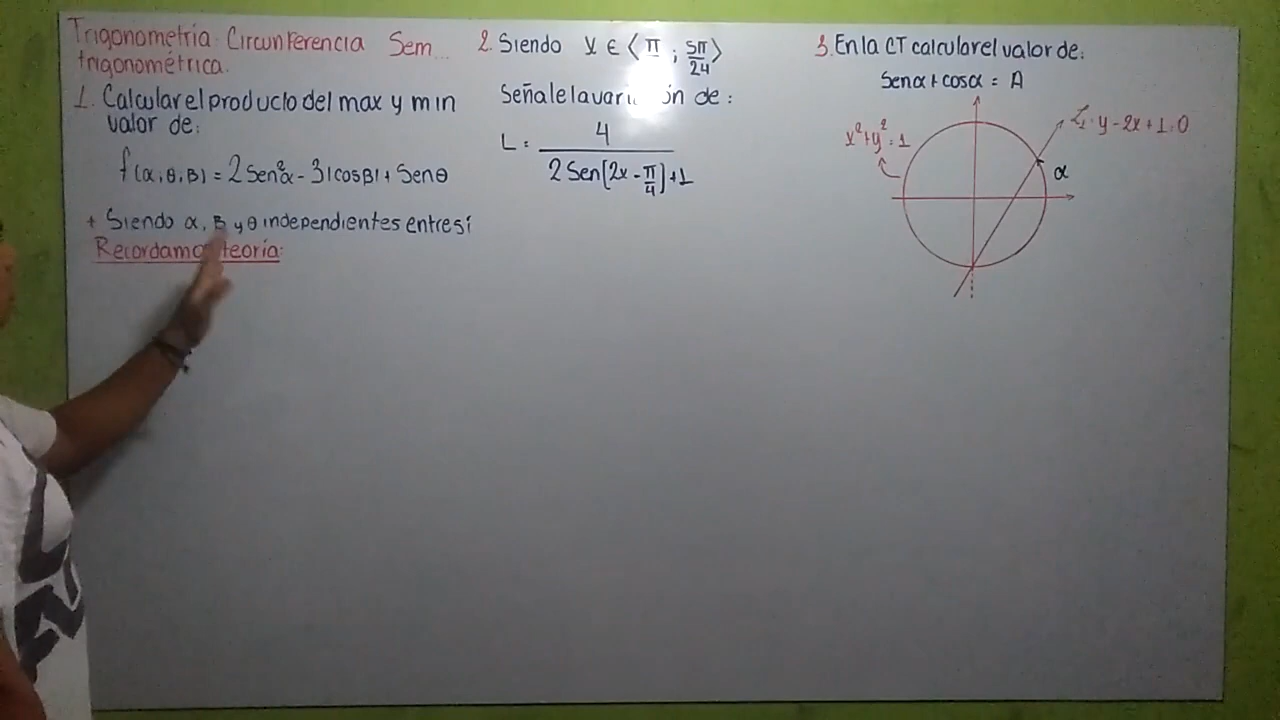 Trigonometría: Circunferencia Sem...
trigonométrica.
1. Calcular el producto del max y min
valor de:
f(α,θ,β) = 2Sen²α - 3|cosβ| + Senθ
+ Siendo α, β y θ independientes entre sí
Recordamos teoría:
2. Siendo x ∈ ⟨π ; 5π/24⟩
Señale la variación de:
L = 4 / 2Sen[2x - π/4] + 1
3. En la CT calcular el valor de:
Senα + cosα = A
x² + y² = 1
L₁: y - 2x + 1 = 0
α